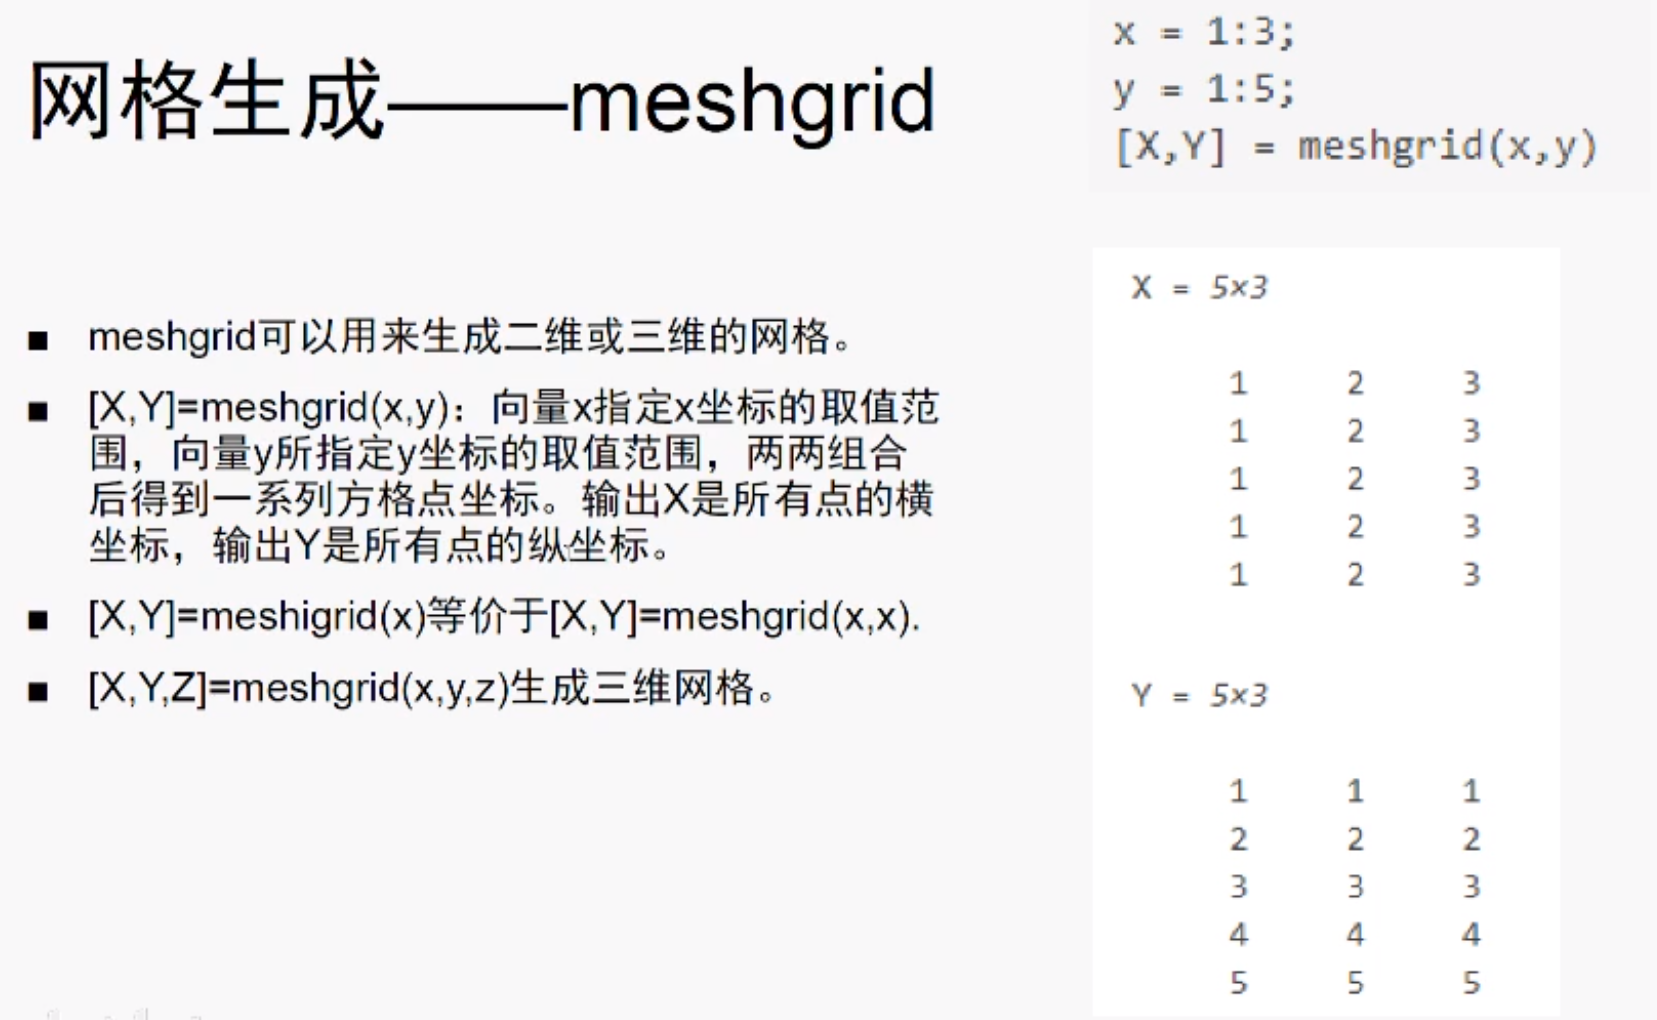 网格生成——meshgrid
■ meshgrid可以用来生成二维或三维的网格。
■ [X,Y]=meshgrid(x,y)：向量x指定x坐标的取值范
围，向量y所指定y坐标的取值范围，两两组合
后得到一系列方格点坐标。输出X是所有点的横
坐标，输出Y是所有点的纵坐标。
■ [X,Y]=meshigrid(x)等价于[X,Y]=meshgrid(x,x).
■ [X,Y,Z]=meshgrid(x,y,z)生成三维网格。
x = 1:3;
y = 1:5;
[X,Y] = meshgrid(x,y)
X = 5×3
1 2 3
1 2 3
1 2 3
1 2 3
1 2 3
Y = 5×3
1 1 1
2 2 2
3 3 3
4 4 4
5 5 5